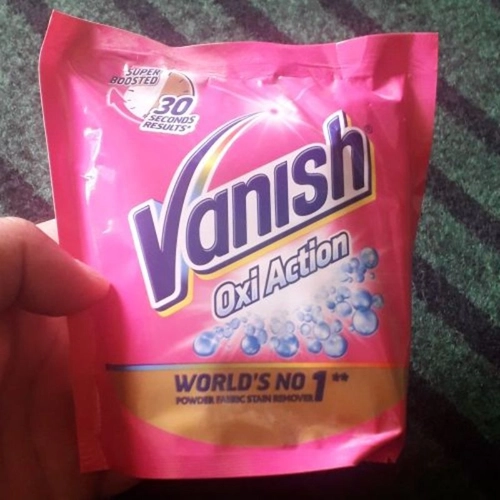 SUPER
BOOSTED
30
SECONDS
RESULTS*
Vanish®
Oxi Action
WORLD'S NO 1**
POWDER FABRIC STAIN REMOVER